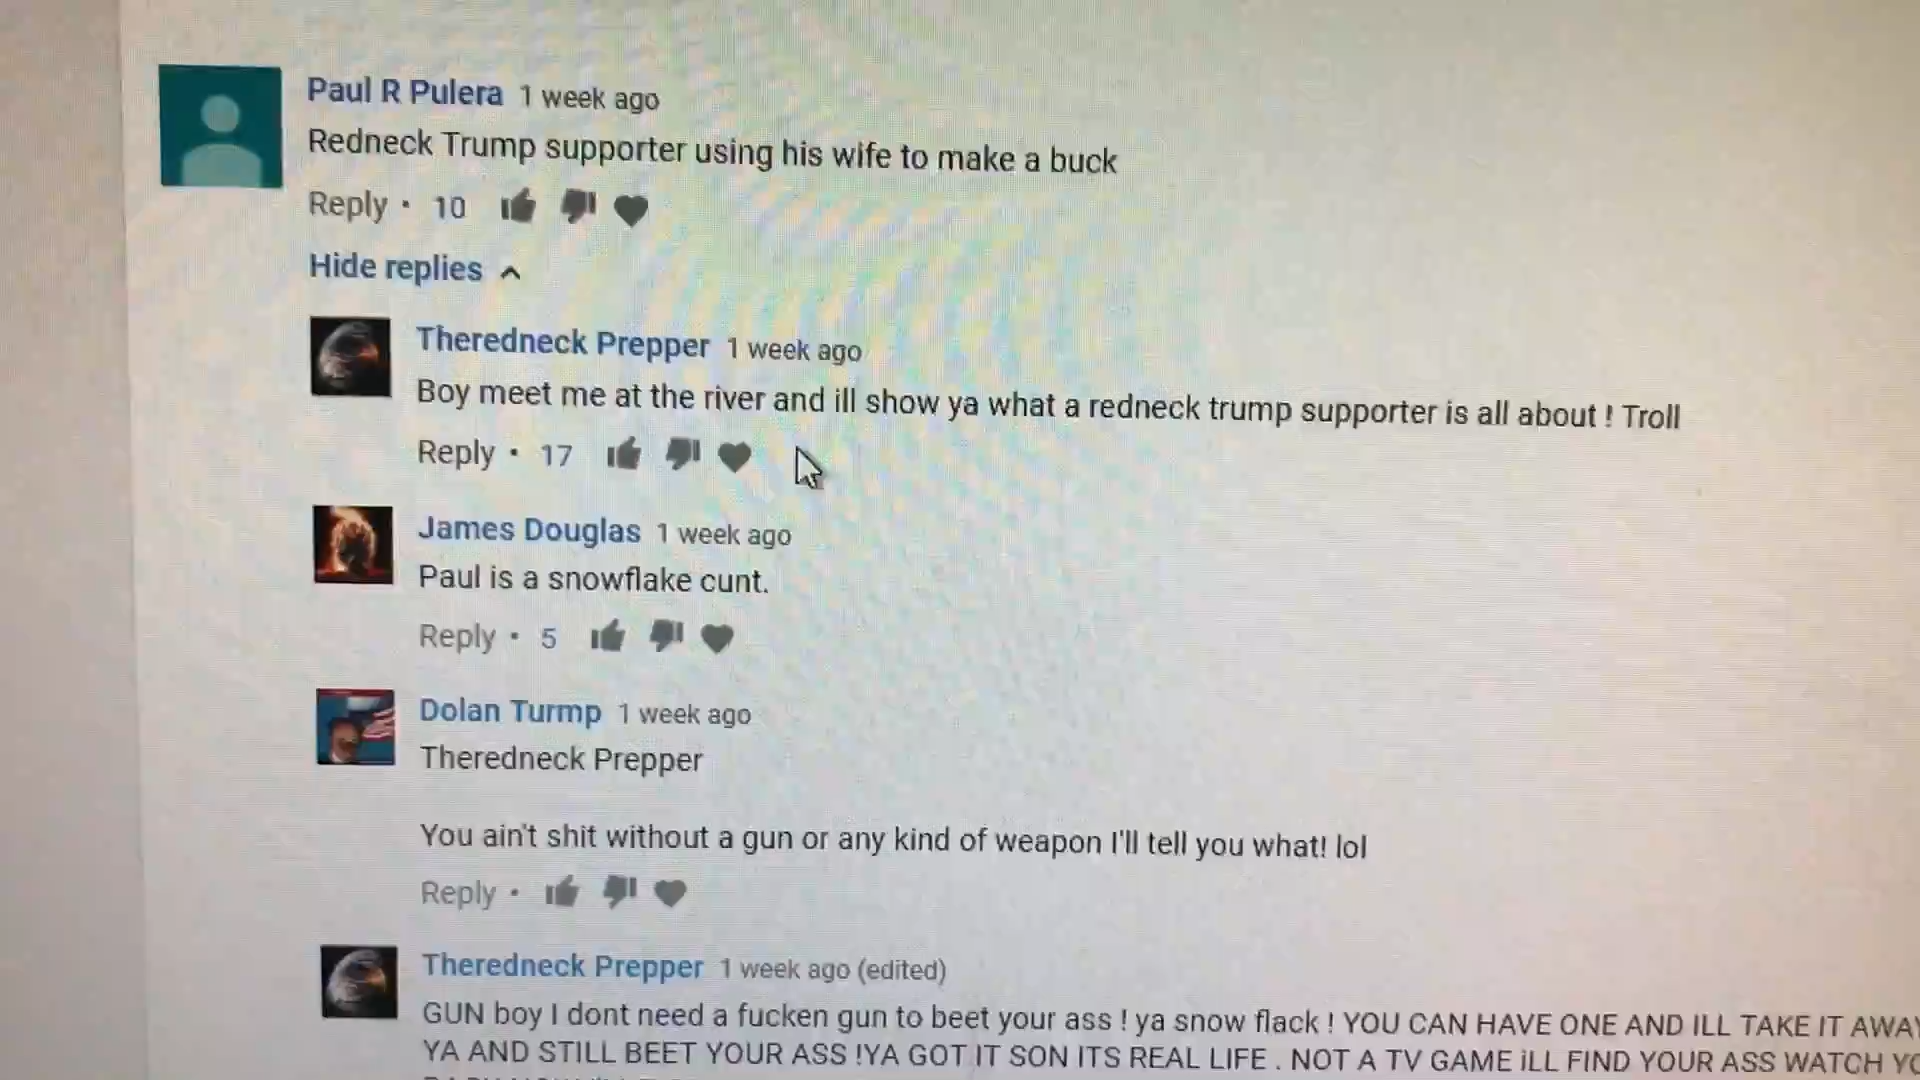 Paul R Pulera 1 week ago
Redneck Trump supporter using his wife to make a buck
Reply • 10
Hide replies
Theredneck Prepper 1 week ago
Boy meet me at the river and ill show ya what a redneck trump supporter is all about ! Troll
Reply • 17
James Douglas 1 week ago
Paul is a snowflake cunt.
Reply • 5
Dolan Turmp 1 week ago
Theredneck Prepper
You ain't shit without a gun or any kind of weapon I'll tell you what! lol
Reply •
Theredneck Prepper 1 week ago (edited)
GUN boy I dont need a fucken gun to beet your ass ! ya snow flack ! YOU CAN HAVE ONE AND ILL TAKE IT AWAY
YA AND STILL BEET YOUR ASS !YA GOT IT SON ITS REAL LIFE . NOT A TV GAME iLL FIND YOUR ASS WATCH